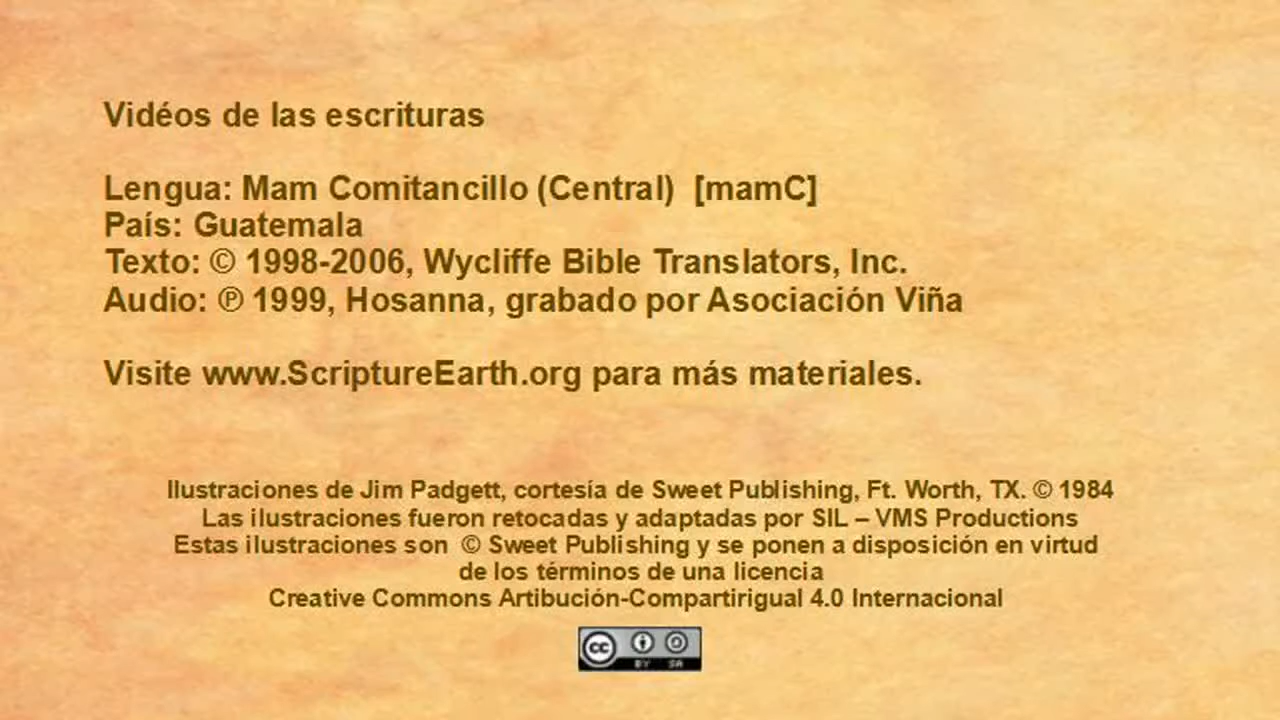 Vidéos de las escrituras
Lengua: Mam Comitancillo (Central) [mamC]
País: Guatemala
Texto: © 1998-2006, Wycliffe Bible Translators, Inc.
Audio: ℗ 1999, Hosanna, grabado por Asociación Viña
Visite www.ScriptureEarth.org para más materiales.
Ilustraciones de Jim Padgett, cortesía de Sweet Publishing, Ft. Worth, TX. © 1984
Las ilustraciones fueron retocadas y adaptadas por SIL – VMS Productions
Estas ilustraciones son © Sweet Publishing y se ponen a disposición en virtud
de los términos de una licencia
Creative Commons Artibución-Compartirigual 4.0 Internacional
cc
BY SA